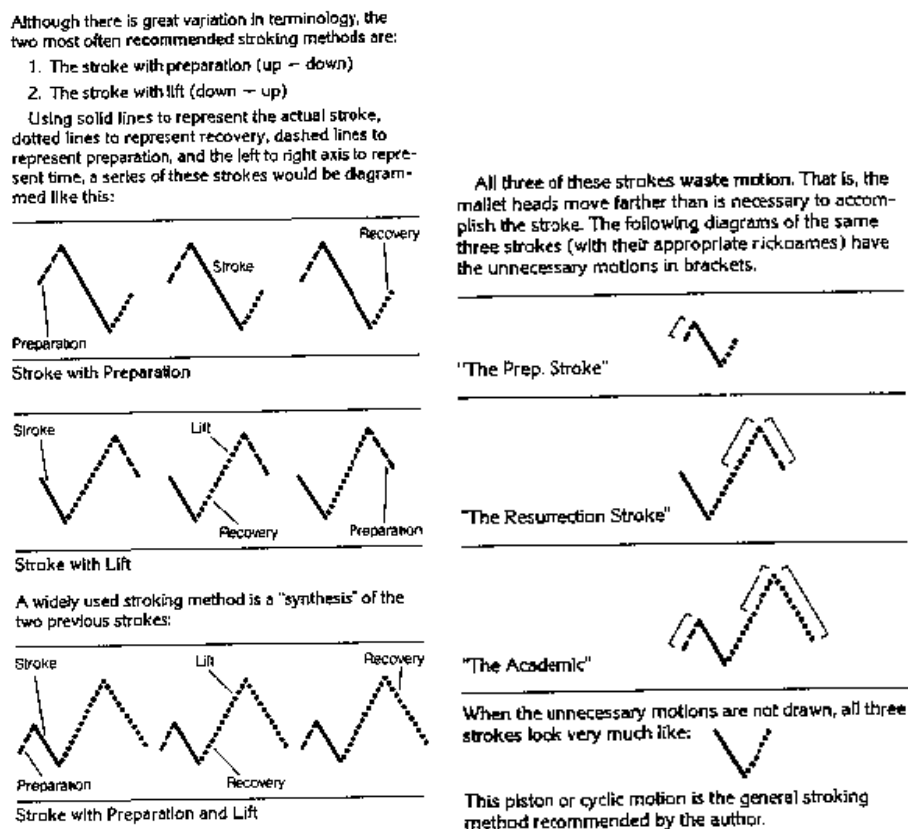 Although there is great variation in terminology, the
two most often recommended stroking methods are:
1. The stroke with preparation (up – down)
2. The stroke with lift (down – up)
Using solid lines to represent the actual stroke,
dotted lines to represent recovery, dashed lines to
represent preparation, and the left to right axis to repre-
sent time, a series of these strokes would be diagram-
med like this:
Recovery
Stroke
Preparation
Stroke with Preparation
Stroke
Lift
Recovery
Preparation
Stroke with Lift
A widely used stroking method is a "synthesis" of the
two previous strokes:
Stroke
Lift
Recovery
Preparation
Recovery
Stroke with Preparation and Lift
All three of these strokes waste motion. That is, the
mallet heads move farther than is necessary to accom-
plish the stroke. The following diagrams of the same
three strokes (with their appropriate nicknames) have
the unnecessary motions in brackets.
"The Prep. Stroke"
"The Resurrection Stroke"
"The Academic"
When the unnecessary motions are not drawn, all three
strokes look very much like:
This piston or cyclic motion is the general stroking
method recommended by the author.